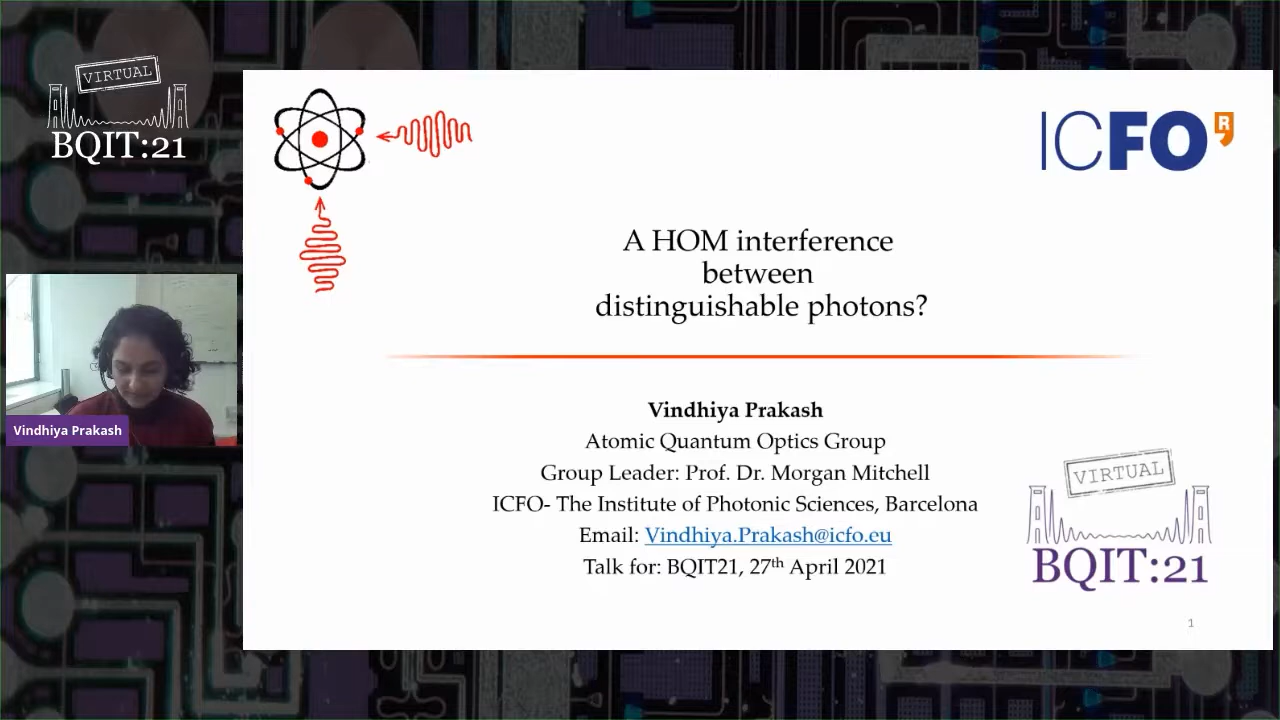 VIRTUAL
BQIT:21
ICFO
R
A HOM interference
between
distinguishable photons?
Vindhiya Prakash
Vindhiya Prakash
Atomic Quantum Optics Group
Group Leader: Prof. Dr. Morgan Mitchell
ICFO- The Institute of Photonic Sciences, Barcelona
Email: Vindhiya.Prakash@icfo.eu
Talk for: BQIT21, 27th April 2021
VIRTUAL
BQIT:21
1